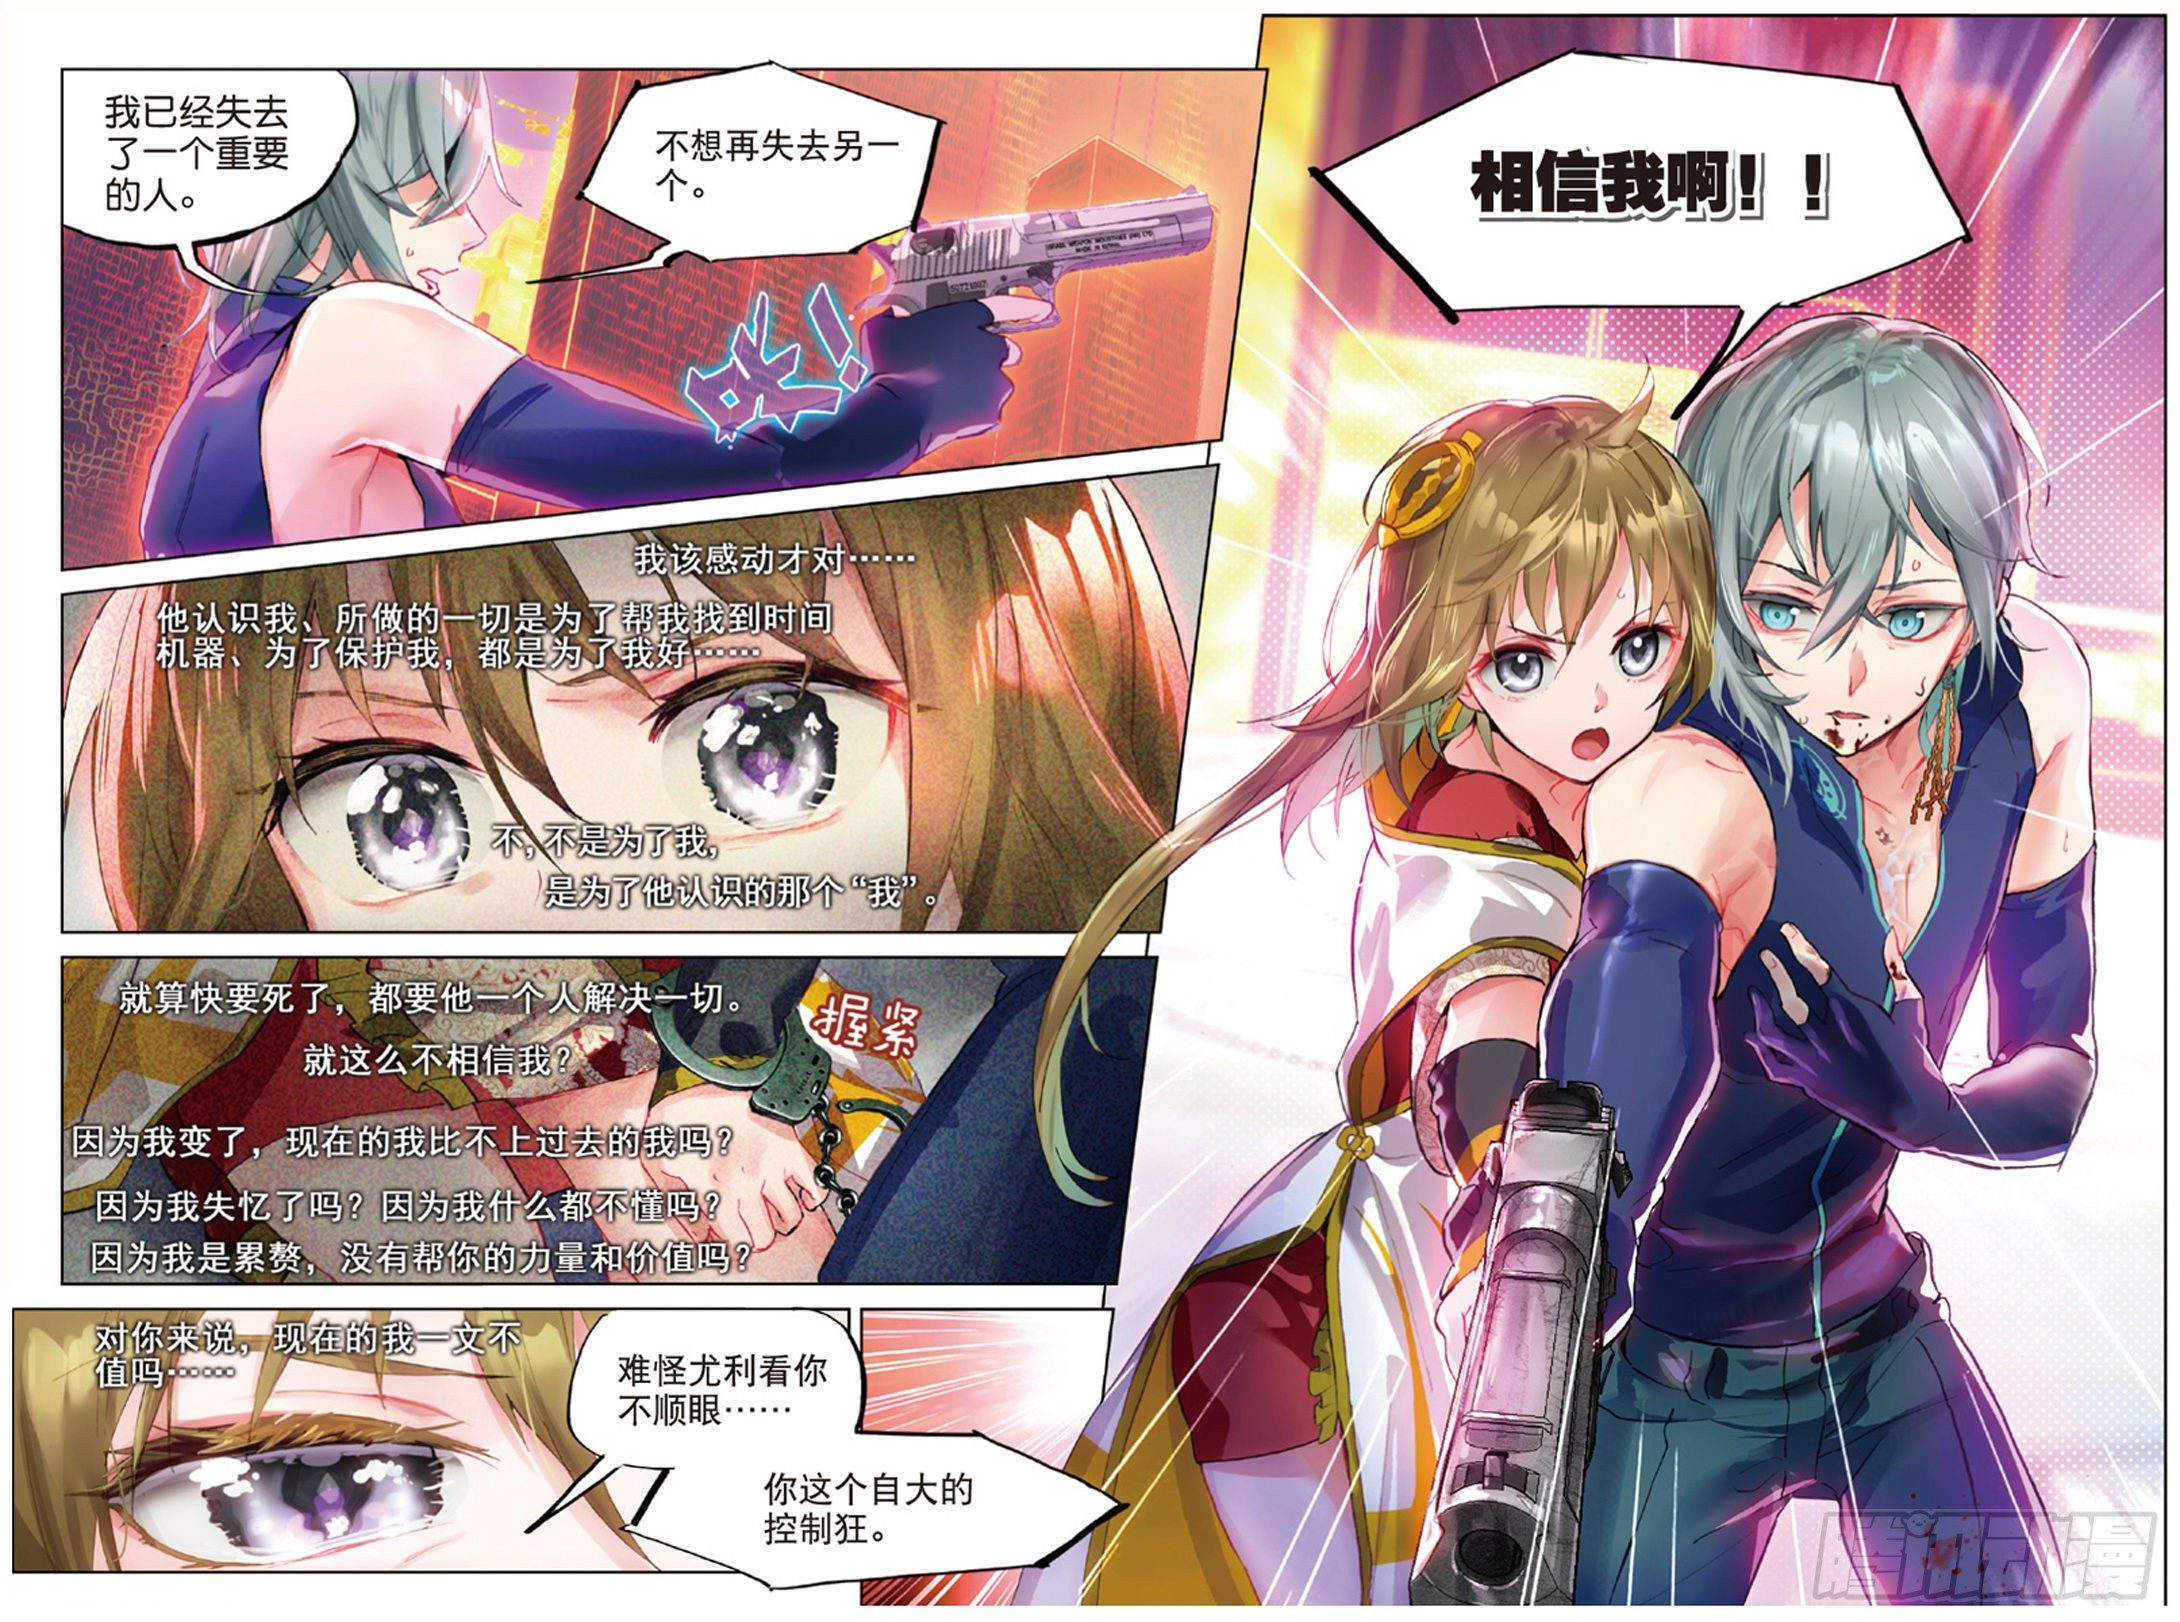 我已经失去
了一个重要
的人。
不想再失去另一
个。
ISRAEL WEAPON INDUSTRIES (IWI) LTD
咔！
我该感动才对……
他认识我、所做的一切是为了帮我找到时间
机器、为了保护我，都是为了我好……
不，不是为了我，
是为了他认识的那个“我”。
就算快要死了，都要他一个人解决一切。
握紧
就这么不相信我？
因为我变了，现在的我比不上过去的我吗？
因为我失忆了吗？因为我什么都不懂吗？
因为我是累赘，没有帮你的力量和价值吗？
对你来说，现在的我一文不
值吗……
难怪尤利看你
不顺眼……
你这个自大的
控制狂。
相信我啊！！
腾讯动漫